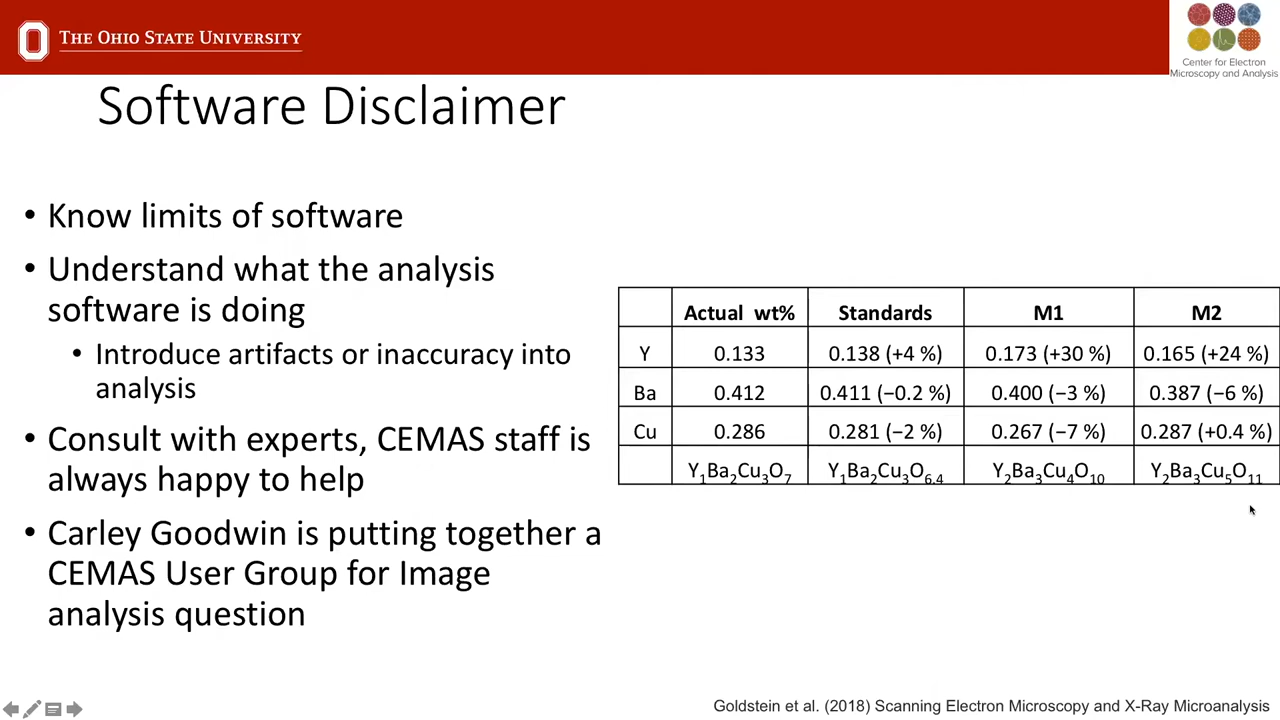 THE OHIO STATE UNIVERSITY
Center for Electron
Microscopy and Analysis
Software Disclaimer
• Know limits of software
• Understand what the analysis
software is doing
• Introduce artifacts or inaccuracy into
analysis
• Consult with experts, CEMAS staff is
always happy to help
• Carley Goodwin is putting together a
CEMAS User Group for Image
analysis question
Actual wt% Standards M1 M2
Y 0.133 0.138 (+4 %) 0.173 (+30 %) 0.165 (+24 %)
Ba 0.412 0.411 (−0.2 %) 0.400 (−3 %) 0.387 (−6 %)
Cu 0.286 0.281 (−2 %) 0.267 (−7 %) 0.287 (+0.4 %)
Y₁Ba₂Cu₃O₇ Y₁Ba₂Cu₃O₆.₄ Y₂Ba₃Cu₄O₁₀ Y₂Ba₃Cu₅O₁₁
Goldstein et al. (2018) Scanning Electron Microscopy and X-Ray Microanalysis